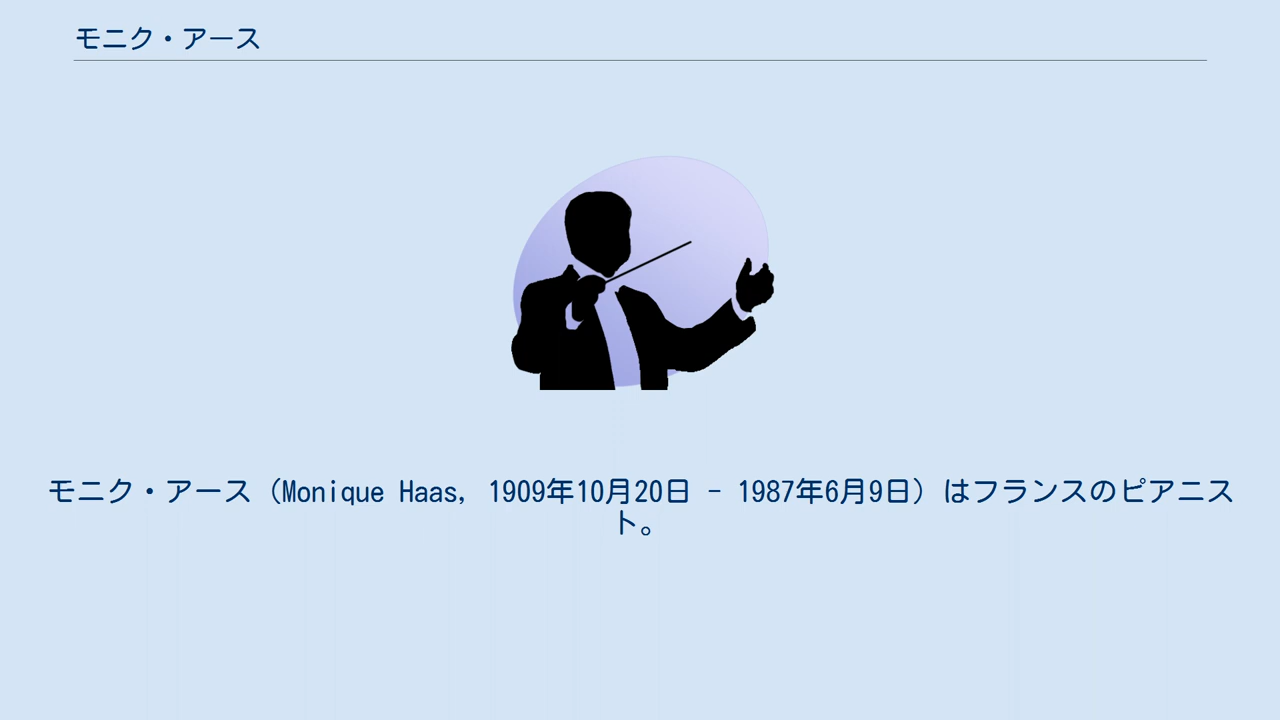 モニク・アース
モニク・アース（Monique Haas, 1909年10月20日 - 1987年6月9日）はフランスのピアニス
ト。